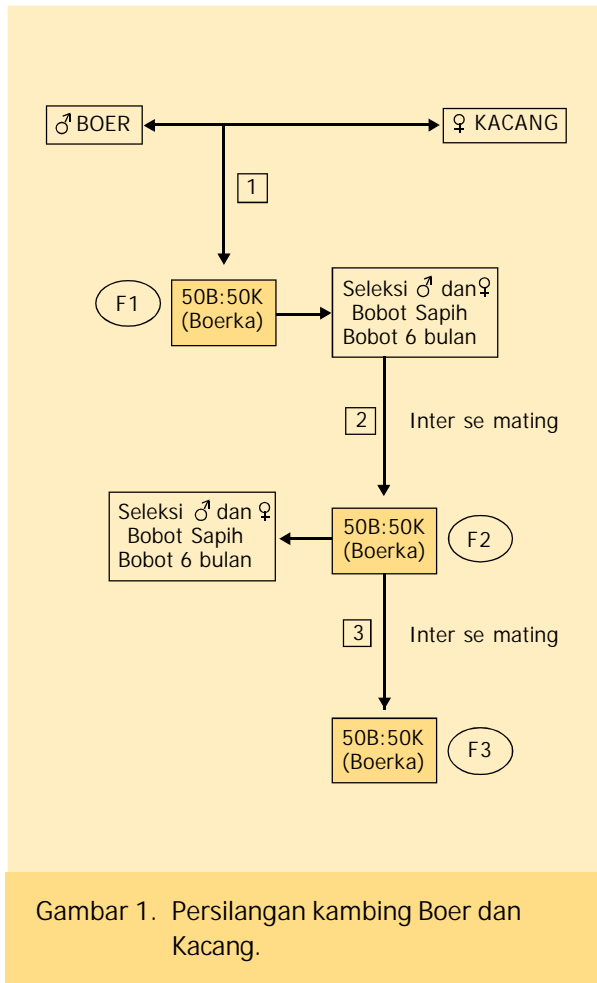 ♂ BOER
♀ KACANG
1
F1
50B:50K
(Boerka)
Seleksi ♂ dan♀
Bobot Sapih
Bobot 6 bulan
2
Inter se mating
Seleksi ♂ dan ♀
Bobot Sapih
Bobot 6 bulan
50B:50K
(Boerka)
F2
3
Inter se mating
50B:50K
(Boerka)
F3
Gambar 1. Persilangan kambing Boer dan
Kacang.